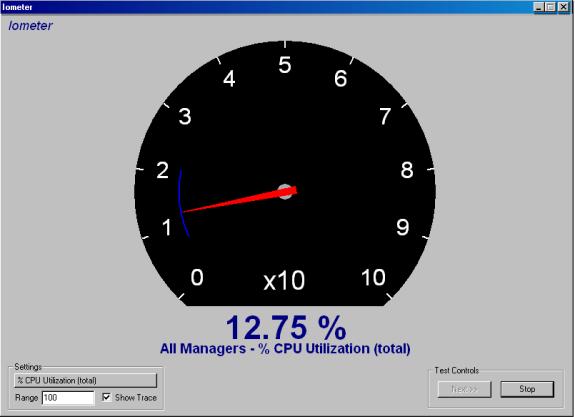 Iometer
Iometer
5
4 6
3 7
2 8
1 9
0 x10 10
12.75 %
All Managers - % CPU Utilization (total)
Settings
% CPU Utilization (total)
Range 100 Show Trace
Test Controls
Next >> Stop